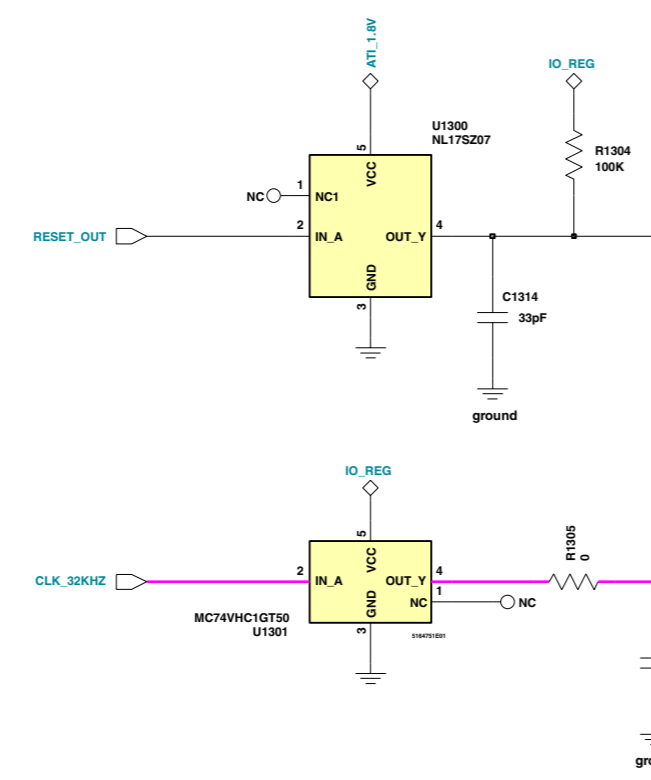 ATI_1.8V
IO_REG
U1300
NL17SZ07
R1304
100K
5
VCC
NC
1
NC1
RESET_OUT
2
IN_A
OUT_Y
4
GND
3
C1314
33pF
ground
IO_REG
5
VCC
R1305
0
CLK_32KHZ
2
IN_A
OUT_Y
4
1
NC
NC
GND
MC74VHC1GT50
U1301
3
5164751E01